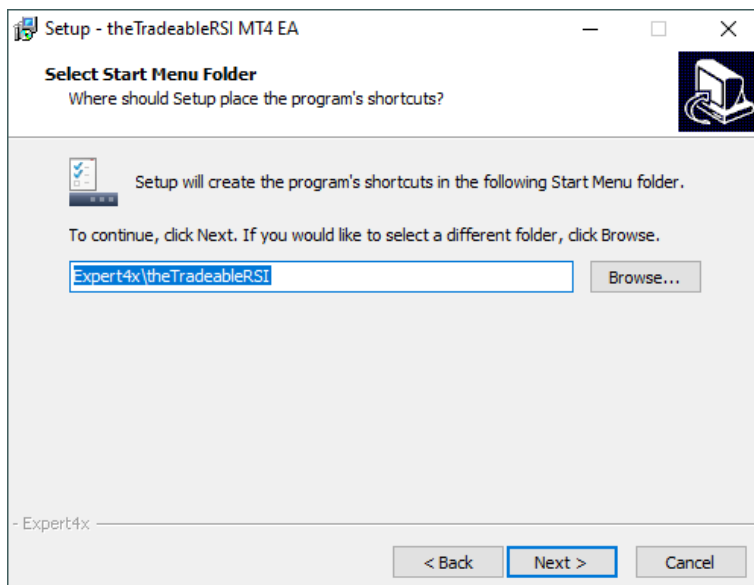 Setup - theTradeableRSI MT4 EA
Select Start Menu Folder
Where should Setup place the program's shortcuts?
Setup will create the program's shortcuts in the following Start Menu folder.
To continue, click Next. If you would like to select a different folder, click Browse.
Expert4x\theTradeableRSI
Browse...
- Expert4x
< Back
Next >
Cancel